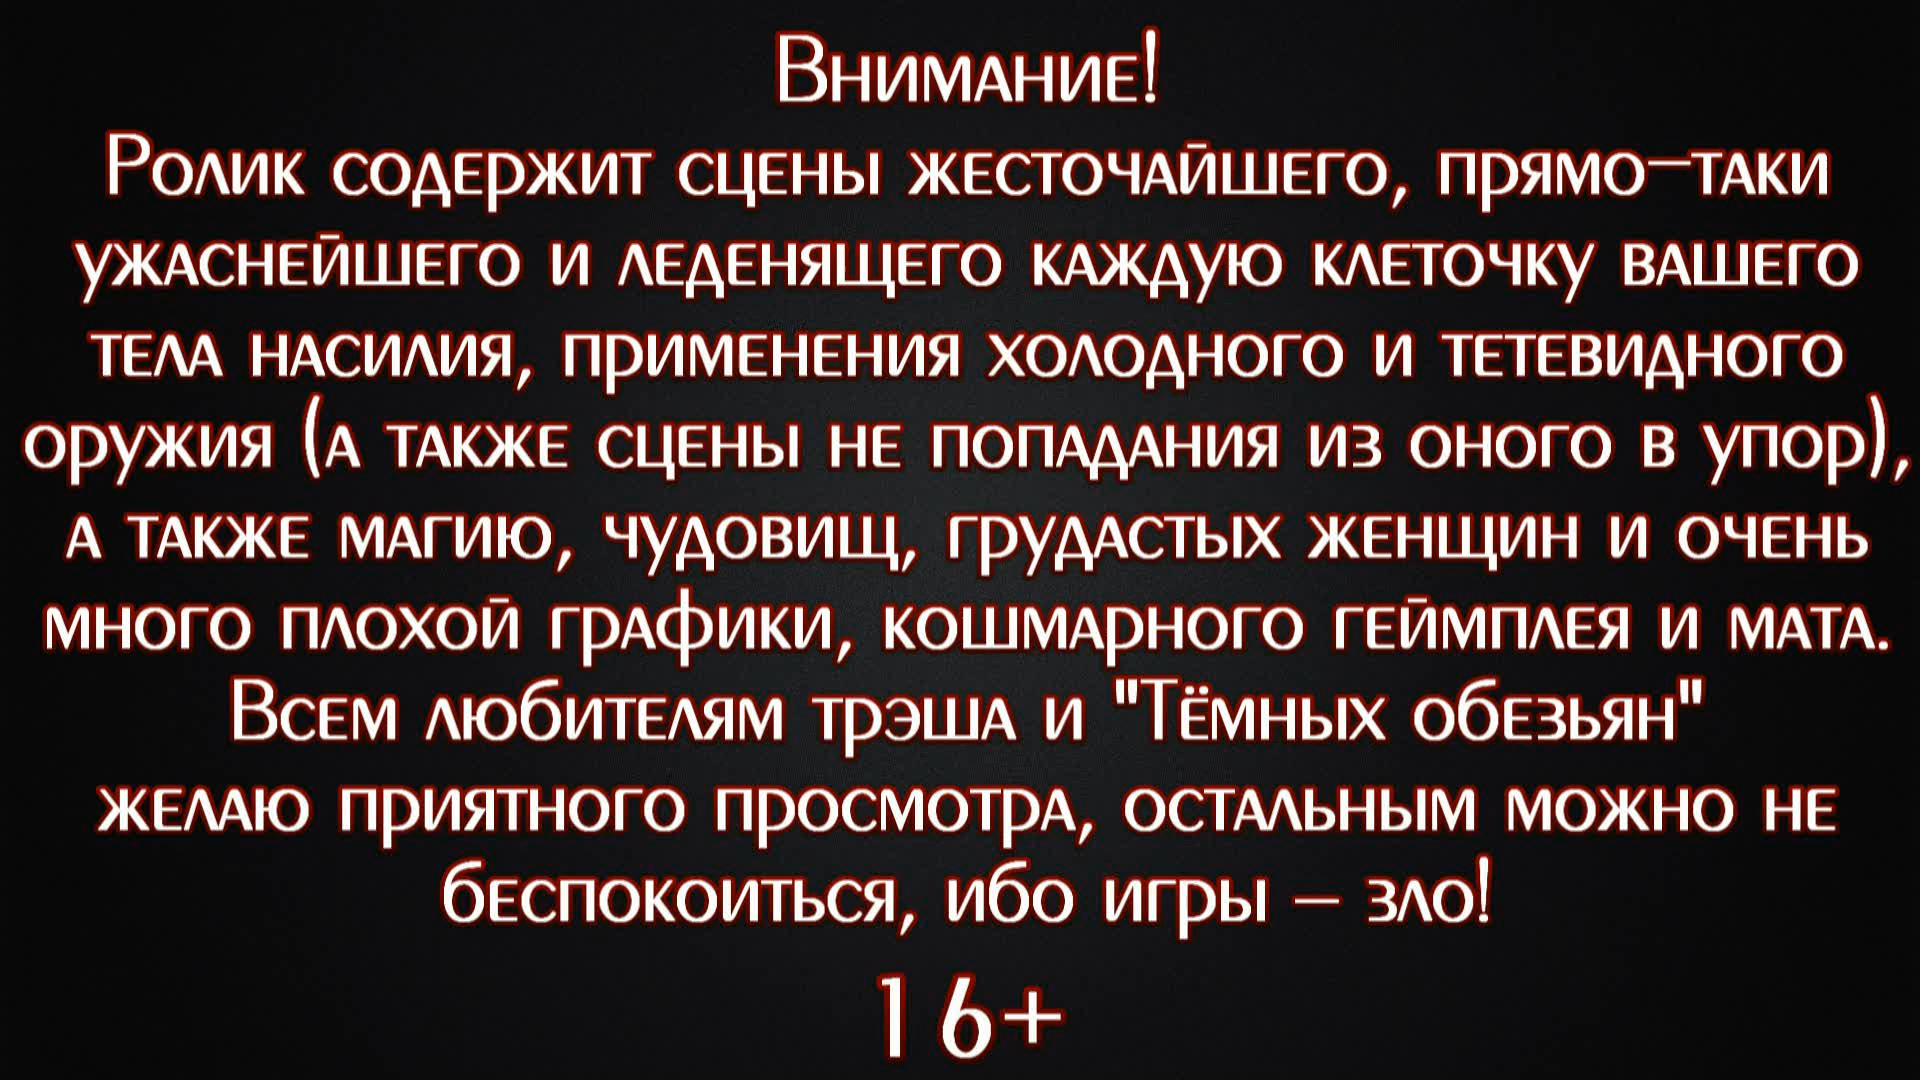 Внимание!
Ролик содержит сцены жесточайшего, прямо-таки
ужаснейшего и леденящего каждую клеточку вашего
тела насилия, применения холодного и тетевидного
оружия (а также сцены не попадания из оного в упор),
а также магию, чудовищ, грудастых женщин и очень
много плохой графики, кошмарного геймплея и мата.
Всем любителям трэша и "Тёмных обезьян"
желаю приятного просмотра, остальным можно не
беспокоиться, ибо игры – зло!
16+